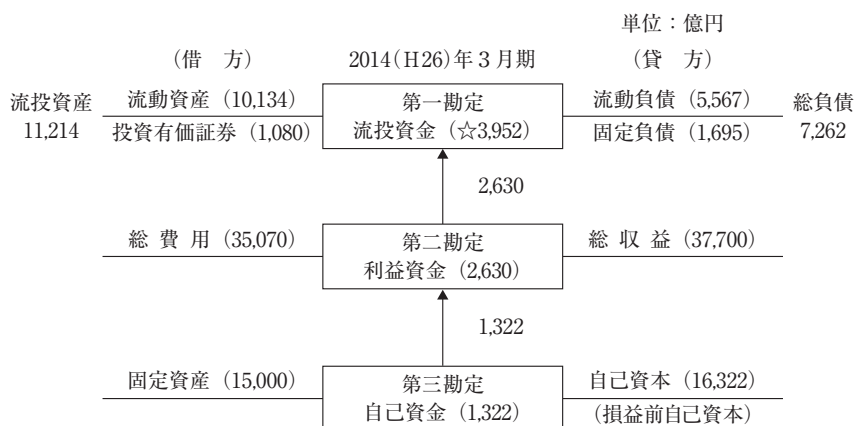 単位:億円
(借 方) 2014(H26)年3月期 (貸 方)
流投資産 流動資産(10,134) 第一勘定 流動負債(5,567) 総負債
11,214 投資有価証券(1,080) 流投資金(☆3,952) 固定負債(1,695) 7,262
2,630
総 費 用(35,070) 第二勘定 総 収 益(37,700)
利益資金(2,630)
1,322
固定資産(15,000) 第三勘定 自己資本(16,322)
自己資金(1,322) (損益前自己資本)